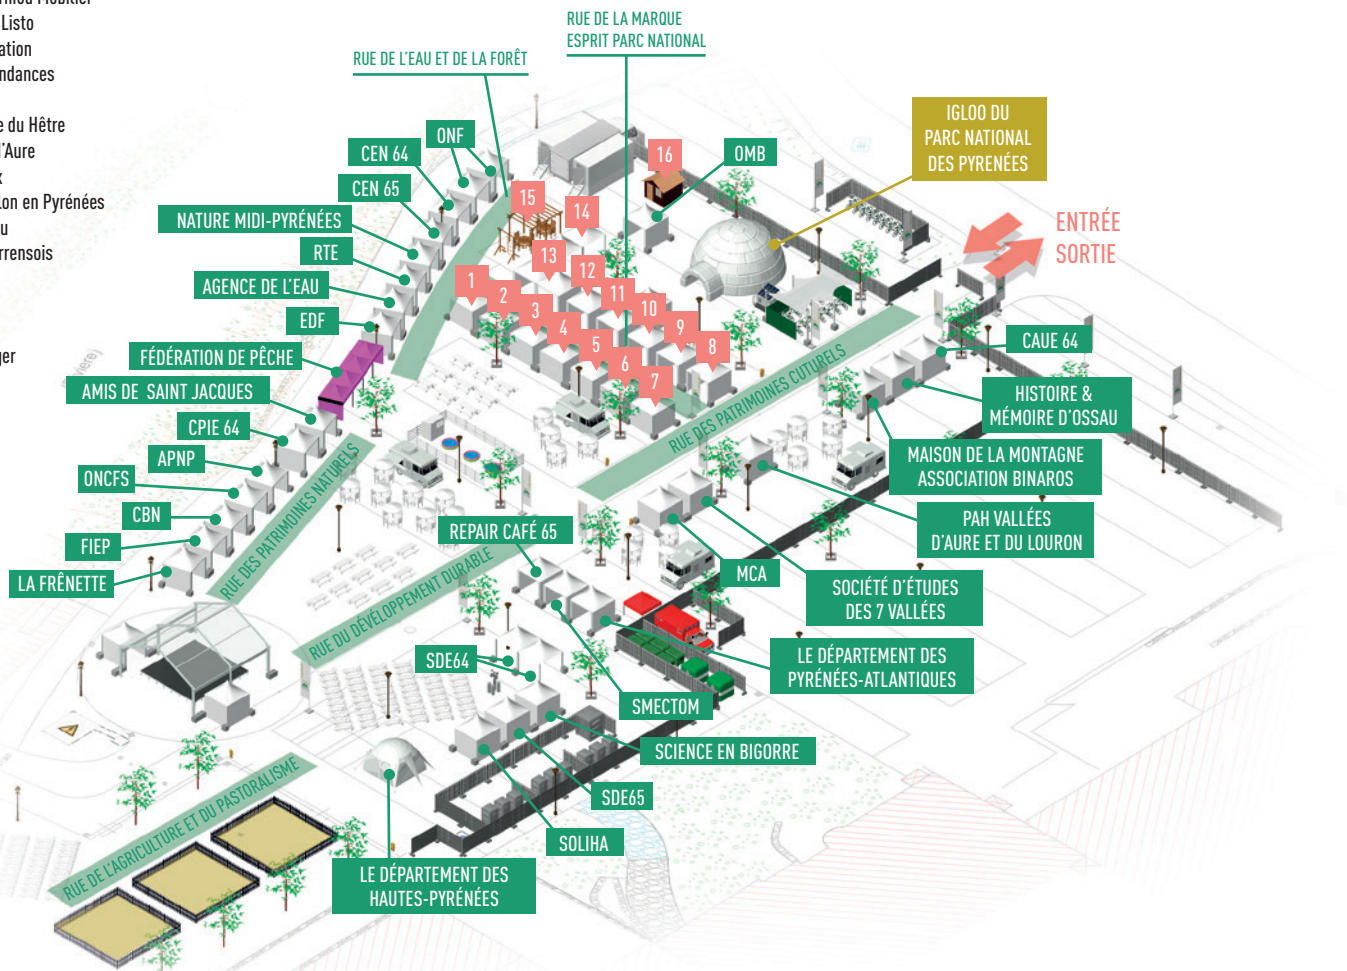 Listo
ation
ndances
e du Hêtre
l'Aure
x
lon en Pyrénées
u
rrensois
ger
RUE DE LA MARQUE
ESPRIT PARC NATIONAL
RUE DE L'EAU ET DE LA FORÊT
IGLOO DU
PARC NATIONAL
DES PYRENÉES
ENTRÉE
SORTIE
ONF
CEN 64
CEN 65
NATURE MIDI-PYRÉNÉES
RTE
AGENCE DE L'EAU
EDF
FÉDÉRATION DE PÊCHE
AMIS DE SAINT JACQUES
CPIE 64
APNP
ONCFS
CBN
FIEP
LA FRÊNETTE
OMB
16
15
14
13
12
11
10
9
8
1
2
3
4
5
6
7
RUE DES PATRIMOINES CUTURELS
CAUE 64
HISTOIRE &
MÉMOIRE D'OSSAU
MAISON DE LA MONTAGNE
ASSOCIATION BINAROS
PAH VALLÉES
D'AURE ET DU LOURON
MCA
SOCIÉTÉ D'ÉTUDES
DES 7 VALLÉES
RUE DES PATRIMOINES NATURELS
RUE DU DÉVELOPPEMENT DURABLE
REPAIR CAFÉ 65
LE DÉPARTEMENT DES
PYRÉNÉES-ATLANTIQUES
SDE64
SMECTOM
SCIENCE EN BIGORRE
SDE65
SOLIHA
LE DÉPARTEMENT DES
HAUTES-PYRÉNÉES
RUE DE L'AGRICULTURE ET DU PASTORALISME